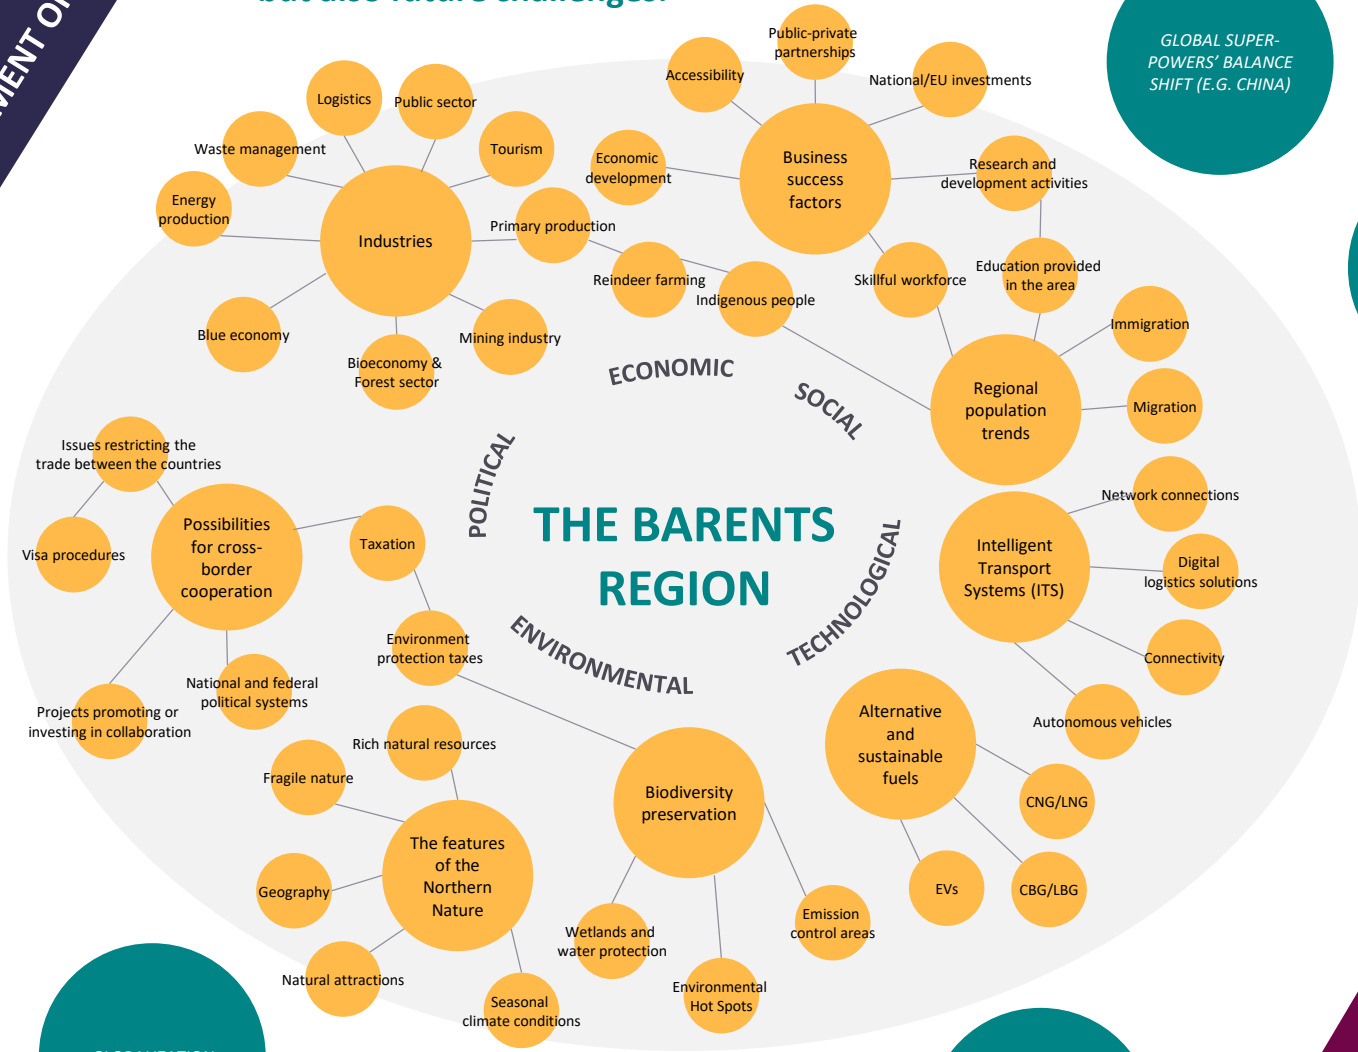 but also future challenges.
MENT OF
GLOBAL SUPER-
POWERS' BALANCE
SHIFT (E.G. CHINA)
Public-private
partnerships
Accessibility
National/EU investments
Logistics
Public sector
Waste management
Tourism
Economic
development
Business
success
factors
Research and
development activities
Energy
production
Industries
Primary production
Reindeer farming
Indigenous people
Skillful workforce
Education provided
in the area
Blue economy
Bioeconomy &
Forest sector
Mining industry
Immigration
Regional
population
trends
Migration
ECONOMIC
SOCIAL
POLITICAL
TECHNOLOGICAL
ENVIRONMENTAL
THE BARENTS
REGION
Issues restricting the
trade between the countries
Visa procedures
Possibilities
for cross-
border
cooperation
Taxation
Environment
protection taxes
National and federal
political systems
Projects promoting or
investing in collaboration
Network connections
Intelligent
Transport
Systems (ITS)
Digital
logistics solutions
Connectivity
Autonomous vehicles
Alternative
and
sustainable
fuels
CNG/LNG
EVs
CBG/LBG
Rich natural resources
Fragile nature
The features
of the
Northern
Nature
Geography
Natural attractions
Seasonal
climate conditions
Biodiversity
preservation
Wetlands and
water protection
Environmental
Hot Spots
Emission
control areas